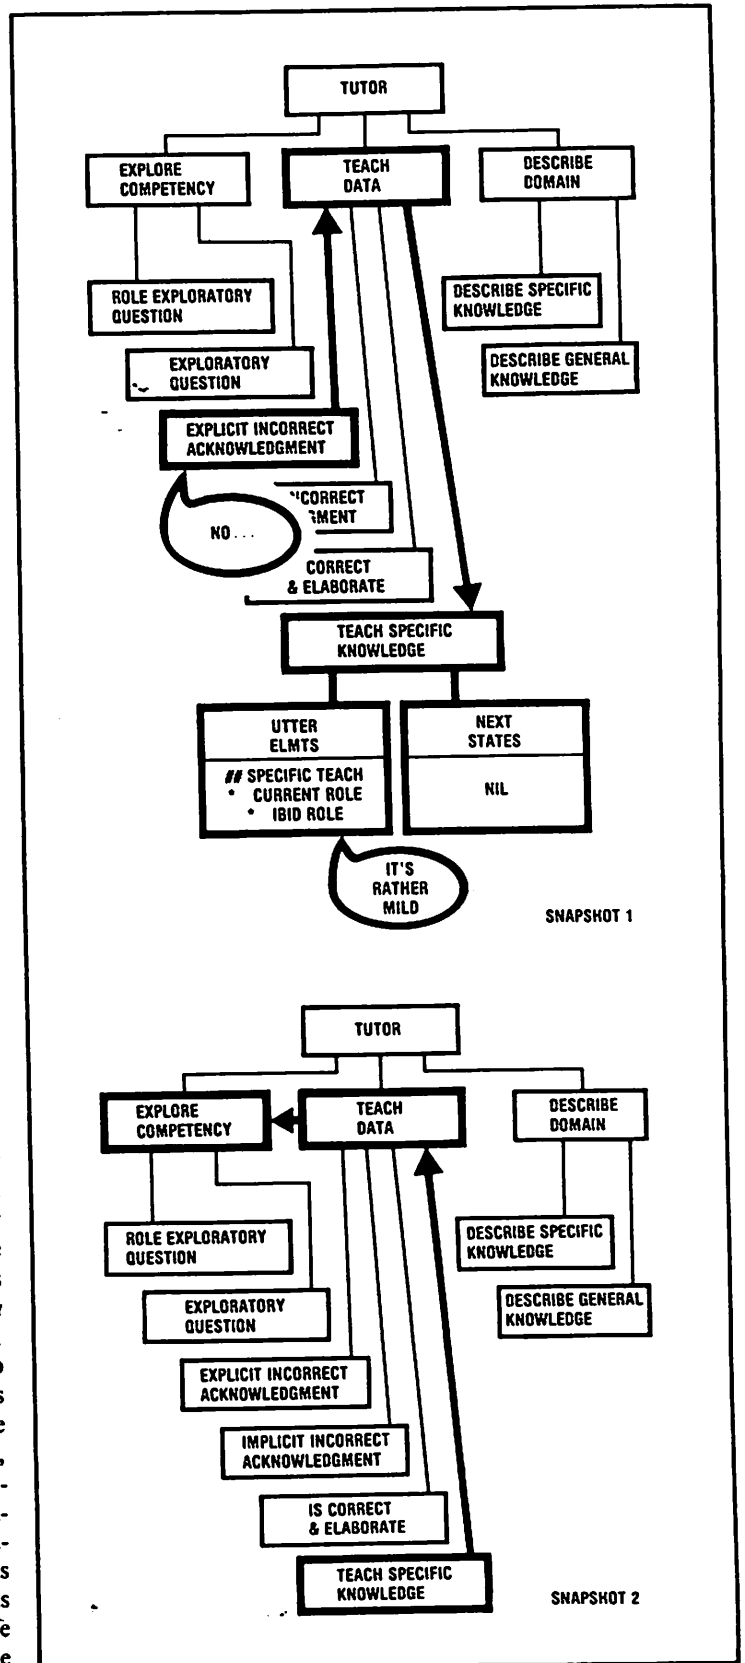 TUTOR
EXPLORE
COMPETENCY
TEACH
DATA
DESCRIBE
DOMAIN
ROLE EXPLORATORY
QUESTION
DESCRIBE SPECIFIC
KNOWLEDGE
EXPLORATORY
QUESTION
DESCRIBE GENERAL
KNOWLEDGE
EXPLICIT INCORRECT
ACKNOWLEDGMENT
NCORRECT
GMENT
NO...
CORRECT
& ELABORATE
TEACH SPECIFIC
KNOWLEDGE
UTTER
ELMTS
NEXT
STATES
## SPECIFIC TEACH
* CURRENT ROLE
* IBID ROLE
NIL
IT'S
RATHER
MILD
SNAPSHOT 1
TUTOR
EXPLORE
COMPETENCY
TEACH
DATA
DESCRIBE
DOMAIN
ROLE EXPLORATORY
QUESTION
DESCRIBE SPECIFIC
KNOWLEDGE
EXPLORATORY
QUESTION
DESCRIBE GENERAL
KNOWLEDGE
EXPLICIT INCORRECT
ACKNOWLEDGMENT
IMPLICIT INCORRECT
ACKNOWLEDGMENT
IS CORRECT
& ELABORATE
TEACH SPECIFIC
KNOWLEDGE
SNAPSHOT 2